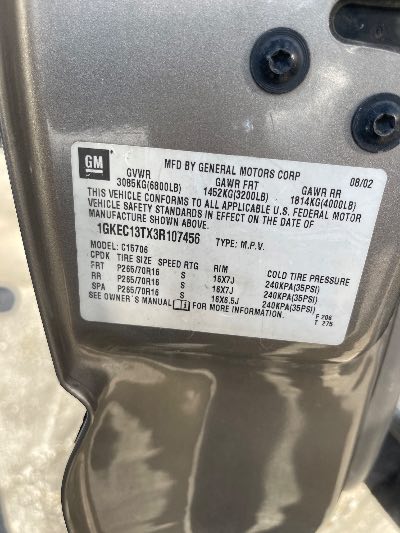 GM
MFD BY GENERAL MOTORS CORP 08/02
GVWR GAWR FRT GAWR RR
3085KG(6800LB) 1452KG(3200LB) 1814KG(4000LB)
THIS VEHICLE CONFORMS TO ALL APPLICABLE U.S. FEDERAL MOTOR
VEHICLE SAFETY STANDARDS IN EFFECT ON THE DATE OF
MANUFACTURE SHOWN ABOVE.
1GKEC13TX3R107456 TYPE: M.P.V.
MODEL: C15706
CPDK TIRE SIZE SPEED RTG RIM COLD TIRE PRESSURE
FRT P265/70R16 S 16X7J 240KPA(35PSI)
RR P265/70R16 S 16X7J 240KPA(35PSI)
SPA P265/70R16 S 16X6.5J 240KPA(35PSI)
SEE OWNER'S MANUAL FOR MORE INFORMATION.
F 206
T 275